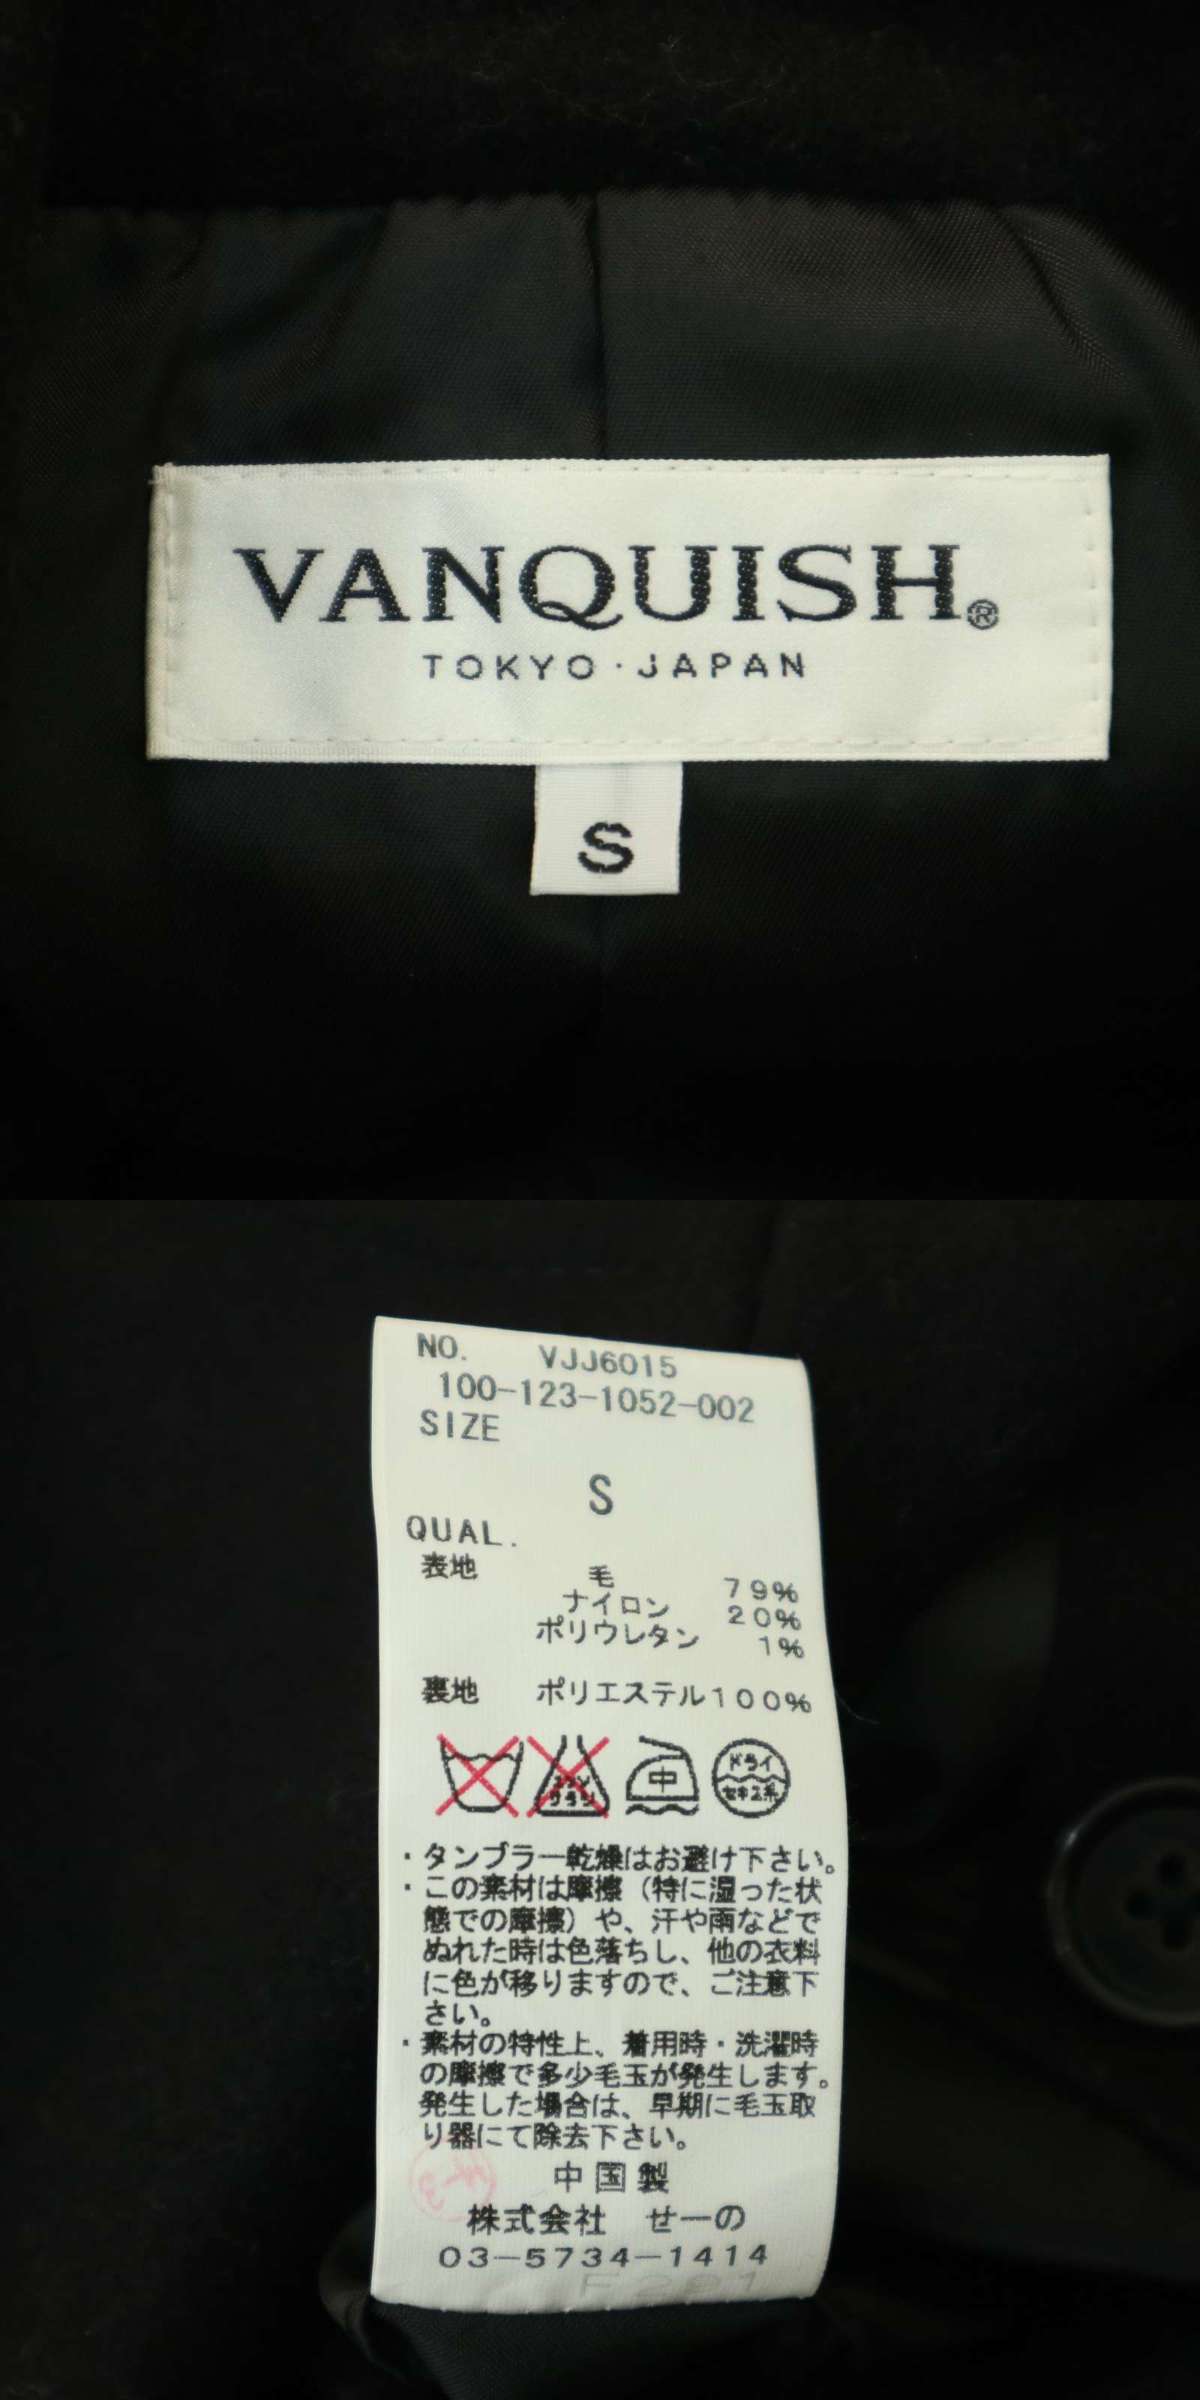 VANQUISH®
TOKYO・JAPAN
S
NO. VJJ6015
100-123-1052-002
SIZE
S
QUAL.
表地 毛 79%
ナイロン 20%
ポリウレタン 1%
裏地 ポリエステル100%
中
ドライ
セキユ系
・タンブラー乾燥はお避け下さい。
・この素材は摩擦（特に湿った状
態での摩擦）や、汗や雨などで
ぬれた時は色落ちし、他の衣料
に色が移りますので、ご注意下
さい。
・素材の特性上、着用時・洗濯時
の摩擦で多少毛玉が発生します。
発生した場合は、早期に毛玉取
り器にて除去下さい。
中国製
株式会社 せーの
03-5734-1414